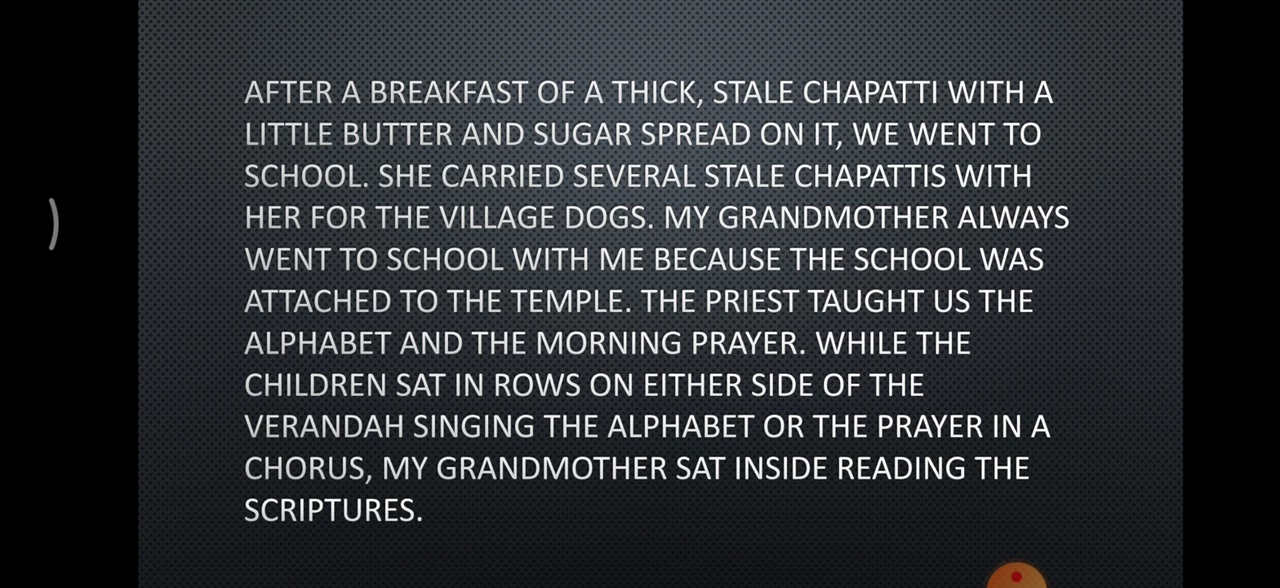 AFTER A BREAKFAST OF A THICK, STALE CHAPATTI WITH A
LITTLE BUTTER AND SUGAR SPREAD ON IT, WE WENT TO
SCHOOL. SHE CARRIED SEVERAL STALE CHAPATTIS WITH
HER FOR THE VILLAGE DOGS. MY GRANDMOTHER ALWAYS
WENT TO SCHOOL WITH ME BECAUSE THE SCHOOL WAS
ATTACHED TO THE TEMPLE. THE PRIEST TAUGHT US THE
ALPHABET AND THE MORNING PRAYER. WHILE THE
CHILDREN SAT IN ROWS ON EITHER SIDE OF THE
VERANDAH SINGING THE ALPHABET OR THE PRAYER IN A
CHORUS, MY GRANDMOTHER SAT INSIDE READING THE
SCRIPTURES.